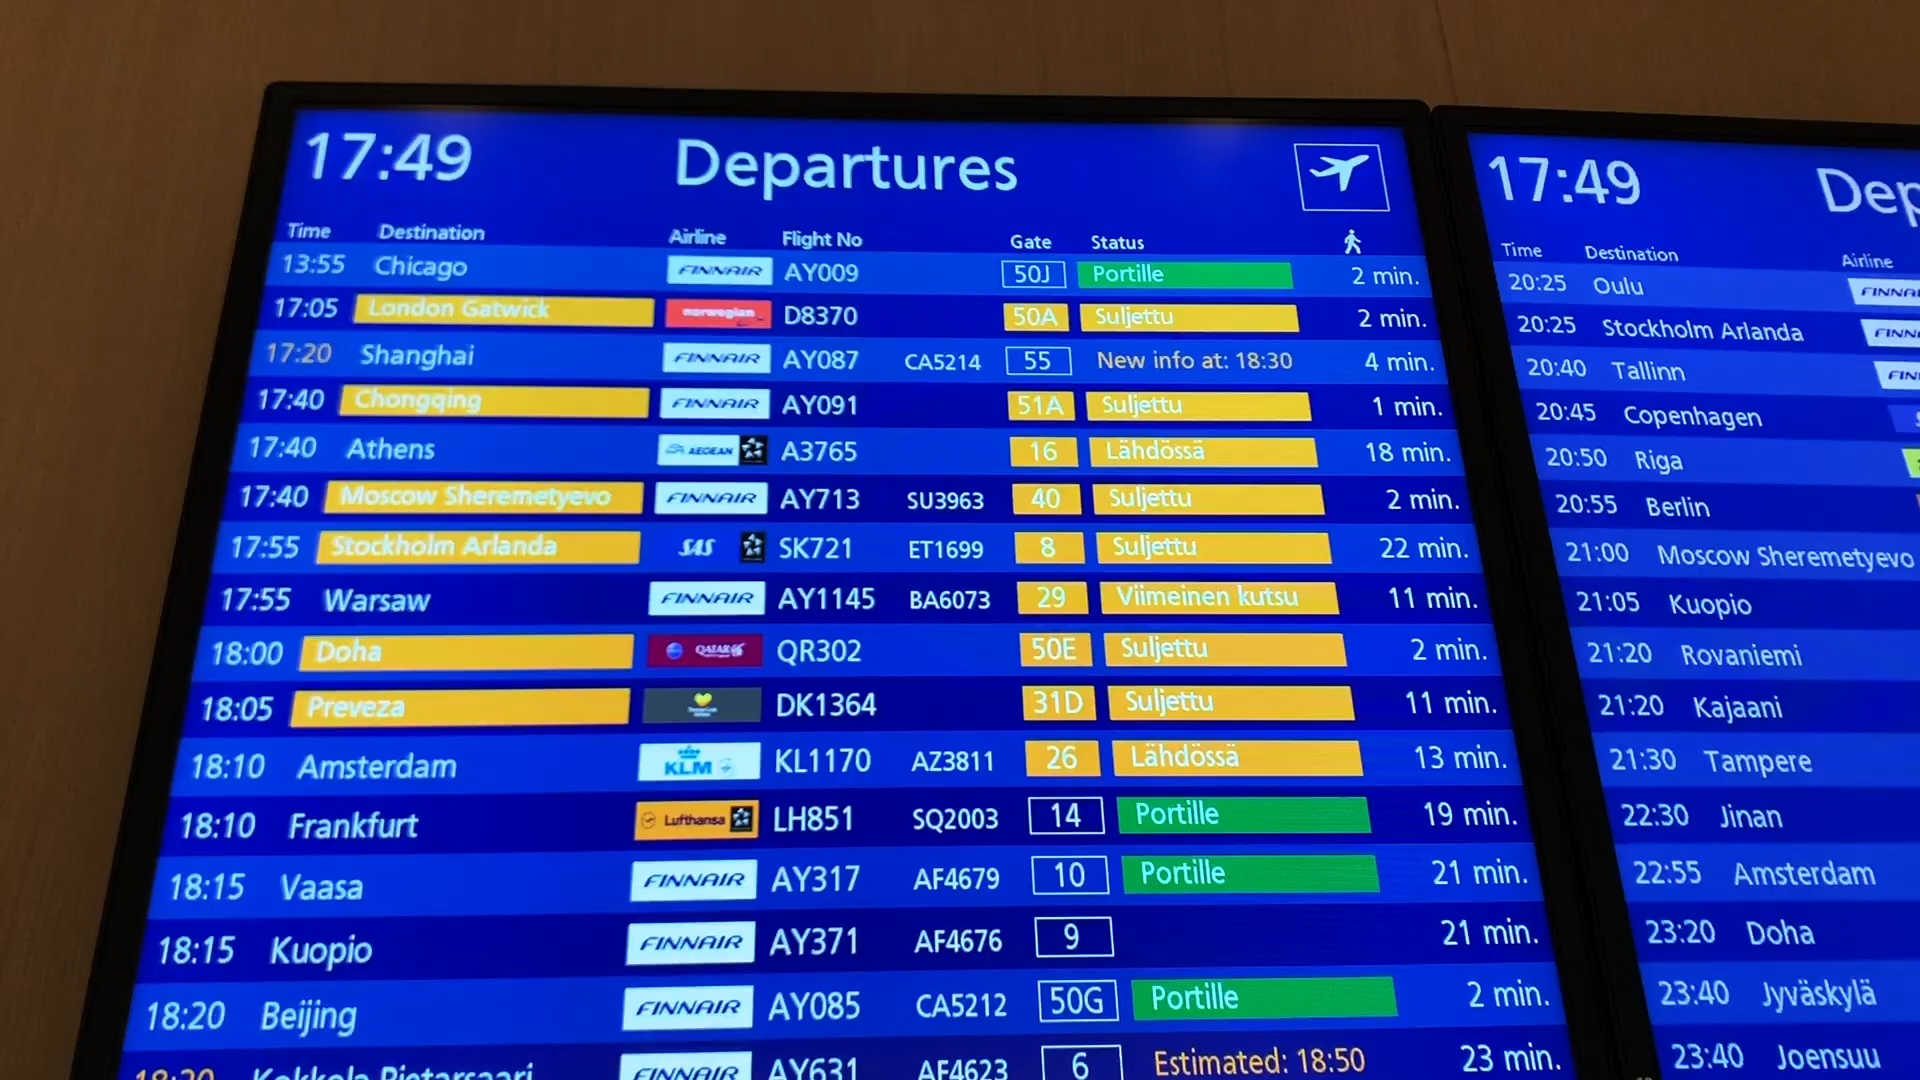 17:49 Departures
Time Destination Airline Flight No Gate Status
13:55 Chicago FINNAIR AY009 50J Portille 2 min.
17:05 London Gatwick norwegian D8370 50A Suljettu 2 min.
17:20 Shanghai FINNAIR AY087 CA5214 55 New info at: 18:30 4 min.
17:40 Chongqing FINNAIR AY091 51A Suljettu 1 min.
17:40 Athens AEGEAN A3765 16 Lähdössä 18 min.
17:40 Moscow Sheremetyevo FINNAIR AY713 SU3963 40 Suljettu 2 min.
17:55 Stockholm Arlanda SAS SK721 ET1699 8 Suljettu 22 min.
17:55 Warsaw FINNAIR AY1145 BA6073 29 Viimeinen kutsu 11 min.
18:00 Doha QATAR QR302 50E Suljettu 2 min.
18:05 Preveza DK1364 31D Suljettu 11 min.
18:10 Amsterdam KLM KL1170 AZ3811 26 Lähdössä 13 min.
18:10 Frankfurt Lufthansa LH851 SQ2003 14 Portille 19 min.
18:15 Vaasa FINNAIR AY317 AF4679 10 Portille 21 min.
18:15 Kuopio FINNAIR AY371 AF4676 9 21 min.
18:20 Beijing FINNAIR AY085 CA5212 50G Portille 2 min.
18:20 Kokkola Pietarsaari FINNAIR AY631 AF4623 6 Estimated: 18:50 23 min.
17:49 Dep
Time Destination Airline
20:25 Oulu FINNA
20:25 Stockholm Arlanda FINN
20:40 Tallinn FIN
20:45 Copenhagen
20:50 Riga
20:55 Berlin
21:00 Moscow Sheremetyevo
21:05 Kuopio
21:20 Rovaniemi
21:20 Kajaani
21:30 Tampere
22:30 Jinan
22:55 Amsterdam
23:20 Doha
23:40 Jyväskylä
23:40 Joensuu